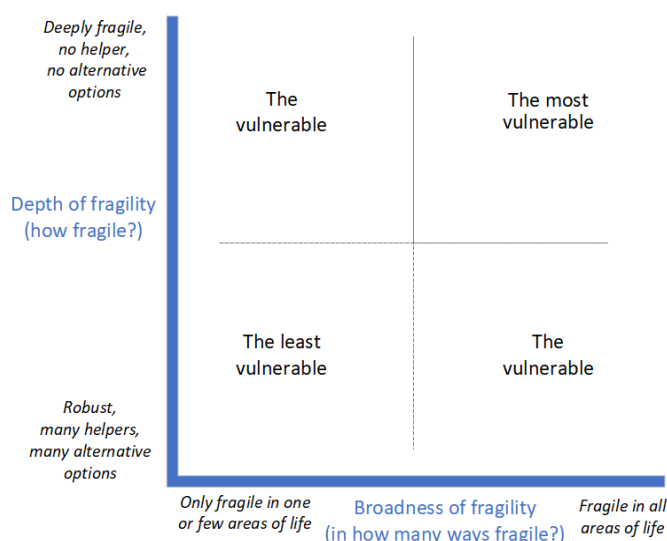 Deeply fragile,
no helper,
no alternative
options
The
vulnerable
The most
vulnerable
Depth of fragility
(how fragile?)
The least
vulnerable
The
vulnerable
Robust,
many helpers,
many alternative
options
Only fragile in one
or few areas of life
Broadness of fragility
(in how many ways fragile?)
Fragile in all
areas of life